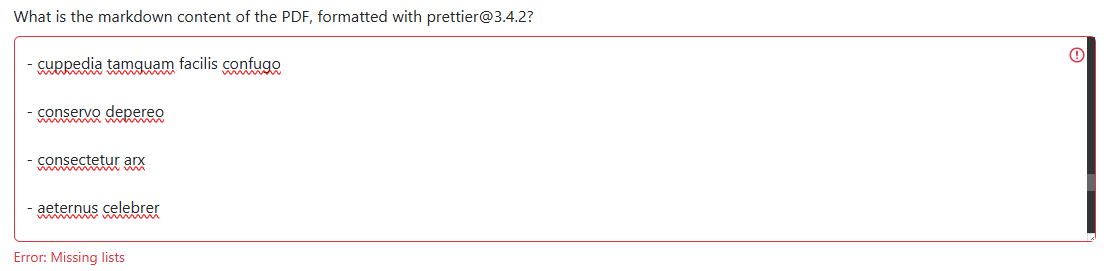 What is the markdown content of the PDF, formatted with prettier@3.4.2?
- cuppedia tamquam facilis confugo
- conservo depereo
- consectetur arx
- aeternus celebrer
Error: Missing lists